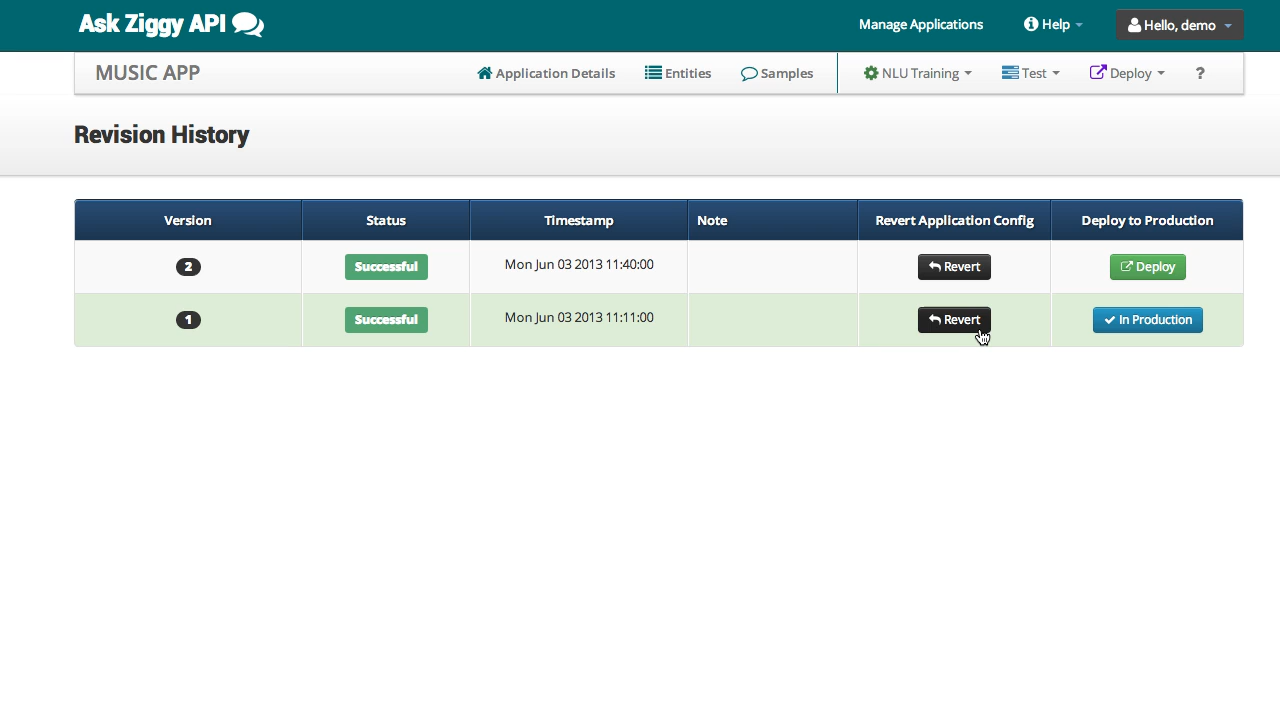 Ask Ziggy API
Manage Applications Help Hello, demo
MUSIC APP Application Details Entities Samples NLU Training Test Deploy ?
Revision History
Version Status Timestamp Note Revert Application Config Deploy to Production
2 Successful Mon Jun 03 2013 11:40:00 Revert Deploy
1 Successful Mon Jun 03 2013 11:11:00 Revert In Production